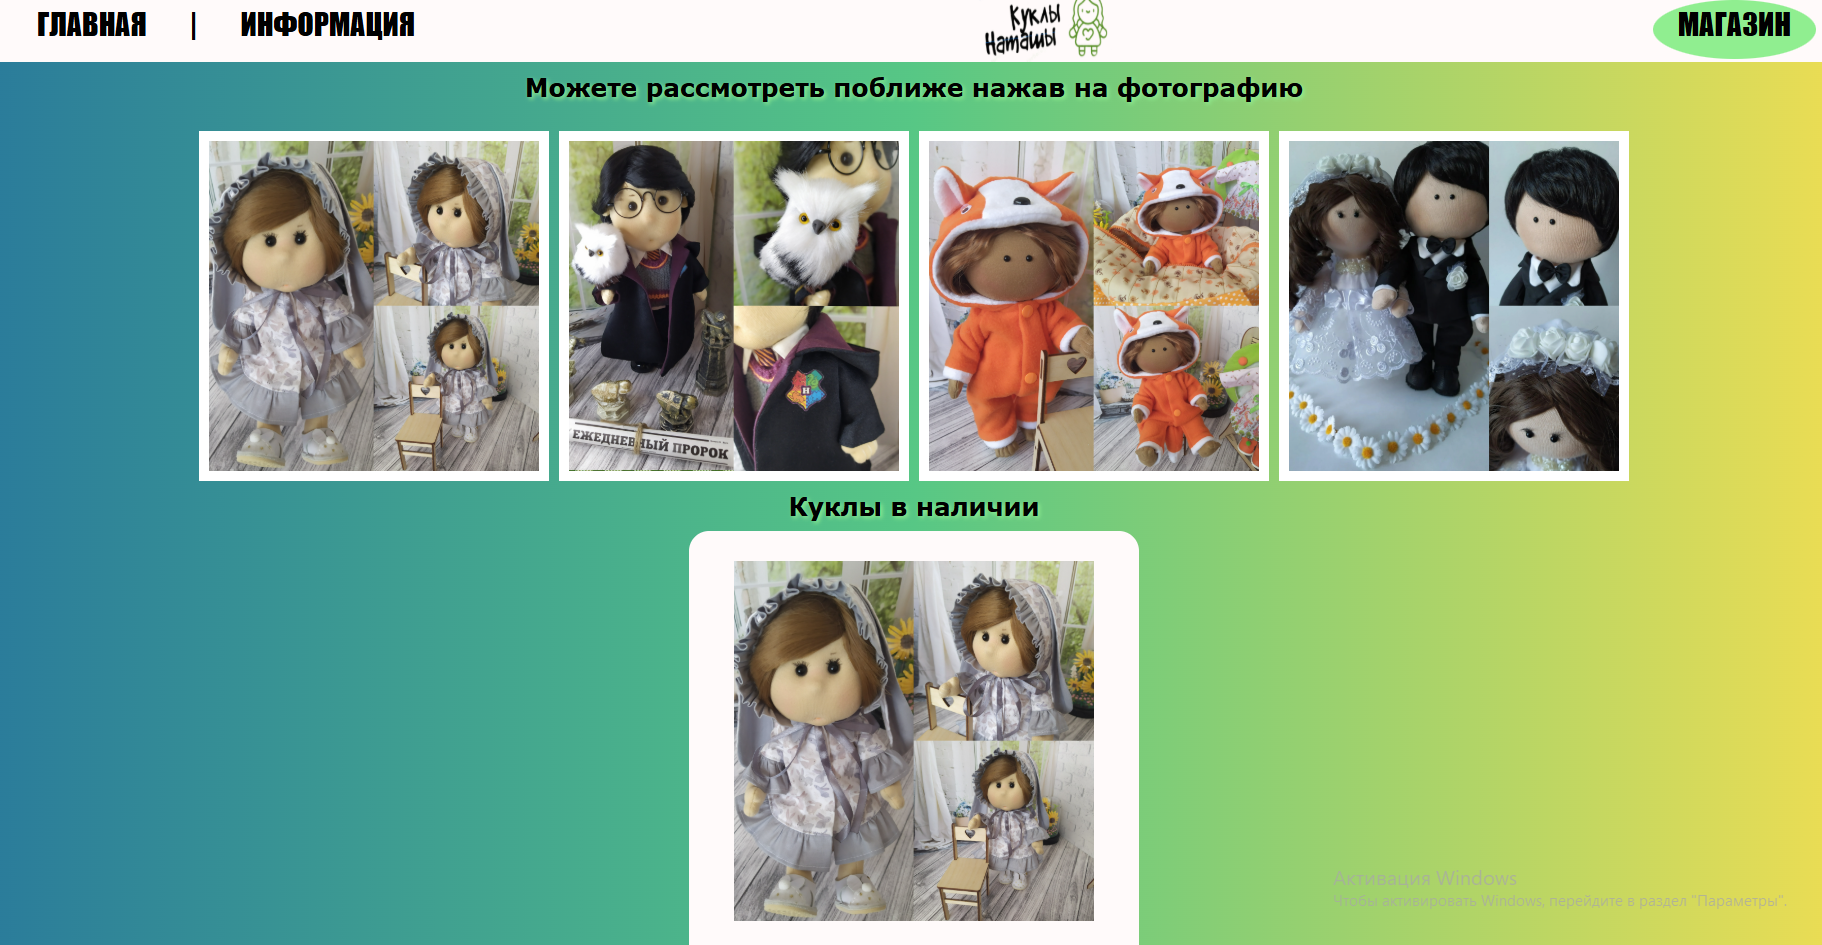 ГЛАВНАЯ | ИНФОРМАЦИЯ
Куклы
Наташы
МАГАЗИН
Можете рассмотреть поближе нажав на фотографию
ЕЖЕДНЕВНЫЙ ПРОРОК
H
Куклы в наличии
Активация Windows
Чтобы активировать Windows, перейдите в раздел "Параметры".